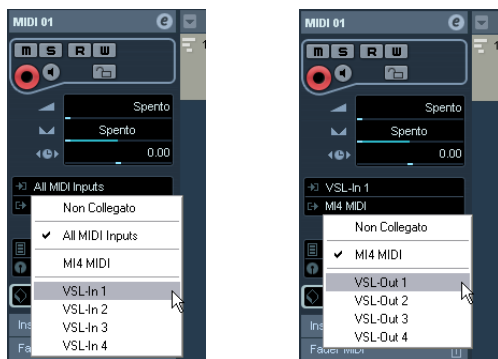 MIDI 01
m S R W
Spento
Spento
0.00
All MIDI Inputs
Non Collegato
✓ All MIDI Inputs
MI4 MIDI
VSL-In 1
VSL-In 2
VSL-In 3
VSL-In 4
Ins
Fa
MIDI 01
m S R W
Spento
Spento
0.00
VSL-In 1
MI4 MIDI
Non Collegato
✓ MI4 MIDI
VSL-Out 1
VSL-Out 2
VSL-Out 3
VSL-Out 4
Ins
Fader MIDI